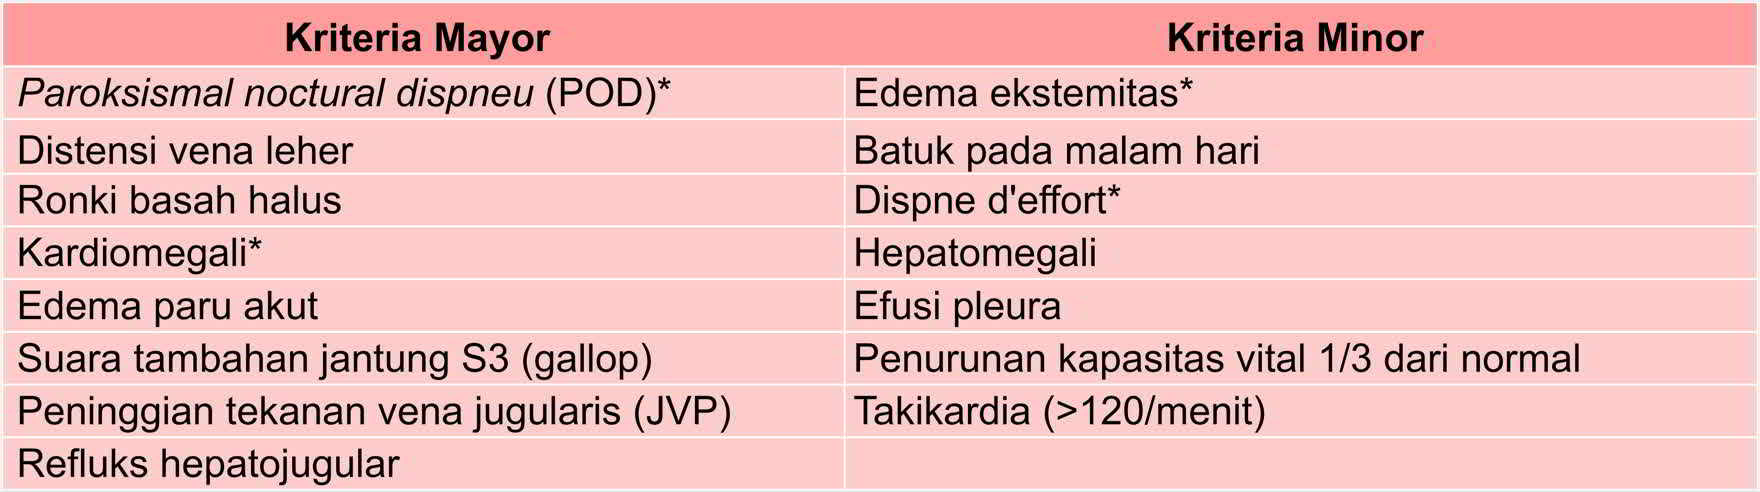 Kriteria Mayor Kriteria Minor
Paroksismal noctural dispneu (POD)* Edema ekstemitas*
Distensi vena leher Batuk pada malam hari
Ronki basah halus Dispne d'effort*
Kardiomegali* Hepatomegali
Edema paru akut Efusi pleura
Suara tambahan jantung S3 (gallop) Penurunan kapasitas vital 1/3 dari normal
Peninggian tekanan vena jugularis (JVP) Takikardia (>120/menit)
Refluks hepatojugular